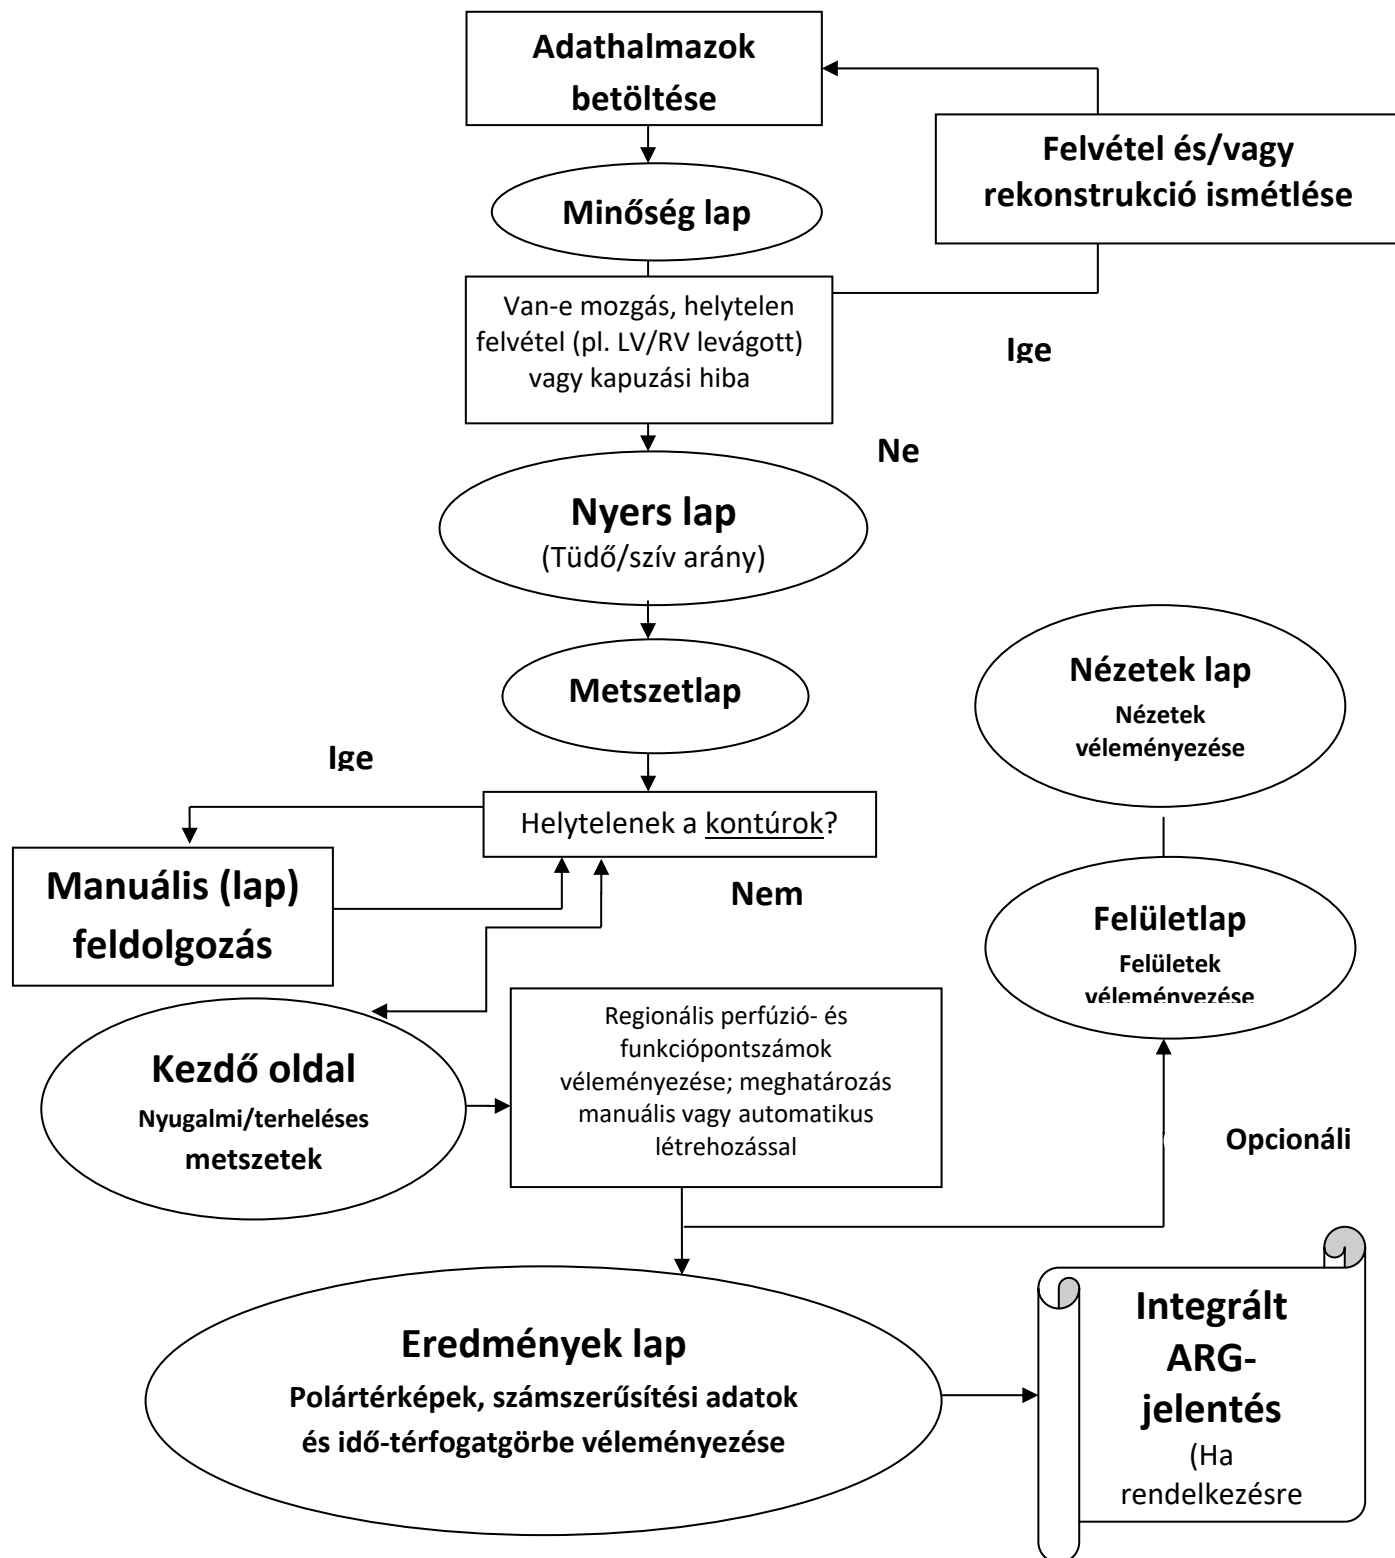 Adathalmazok
betöltése
Felvétel és/vagy
rekonstrukció ismétlése
Minőség lap
Van-e mozgás, helytelen
felvétel (pl. LV/RV levágott)
vagy kapuzási hiba
Ige
Ne
Nyers lap
(Tüdő/szív arány)
Metszetlap
Nézetek lap
Nézetek
véleményezése
Ige
Helytelenek a kontúrok?
Manuális (lap)
feldolgozás
Nem
Felületlap
Felületek
véleményezése
Kezdő oldal
Nyugalmi/terheléses
metszetek
Regionális perfúzió- és
funkciópontszámok
véleményezése; meghatározás
manuális vagy automatikus
létrehozással
Opcionáli
Eredmények lap
Polártérképek, számszerűsítési adatok
és idő-térfogatgörbe véleményezése
Integrált
ARG-
jelentés
(Ha
rendelkezésre